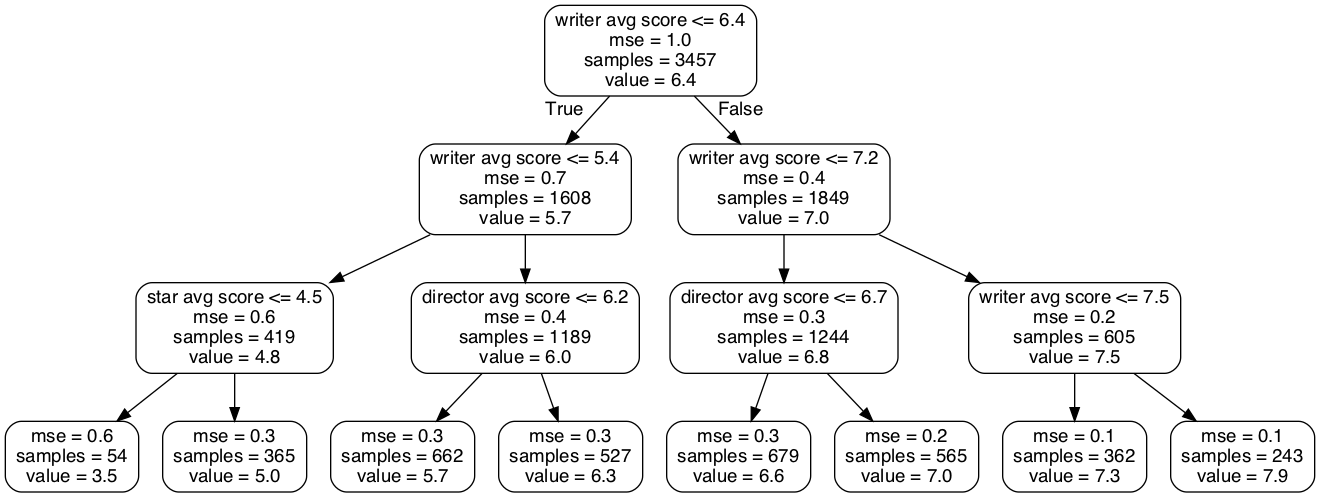 writer avg score <= 6.4
mse = 1.0
samples = 3457
value = 6.4
True
False
writer avg score <= 5.4
mse = 0.7
samples = 1608
value = 5.7
writer avg score <= 7.2
mse = 0.4
samples = 1849
value = 7.0
star avg score <= 4.5
mse = 0.6
samples = 419
value = 4.8
director avg score <= 6.2
mse = 0.4
samples = 1189
value = 6.0
director avg score <= 6.7
mse = 0.3
samples = 1244
value = 6.8
writer avg score <= 7.5
mse = 0.2
samples = 605
value = 7.5
mse = 0.6
samples = 54
value = 3.5
mse = 0.3
samples = 365
value = 5.0
mse = 0.3
samples = 662
value = 5.7
mse = 0.3
samples = 527
value = 6.3
mse = 0.3
samples = 679
value = 6.6
mse = 0.2
samples = 565
value = 7.0
mse = 0.1
samples = 362
value = 7.3
mse = 0.1
samples = 243
value = 7.9